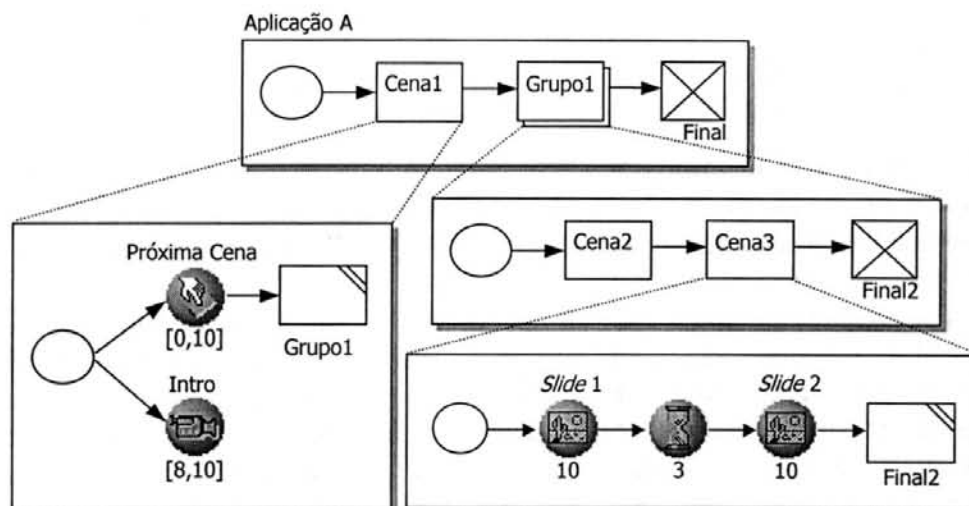 Aplicação A
Cena1
Grupo1
Final
Cena2
Cena3
Final2
Próxima Cena
[0,10]
Grupo1
Intro
[8,10]
Slide 1
Slide 2
10
3
10
Final2